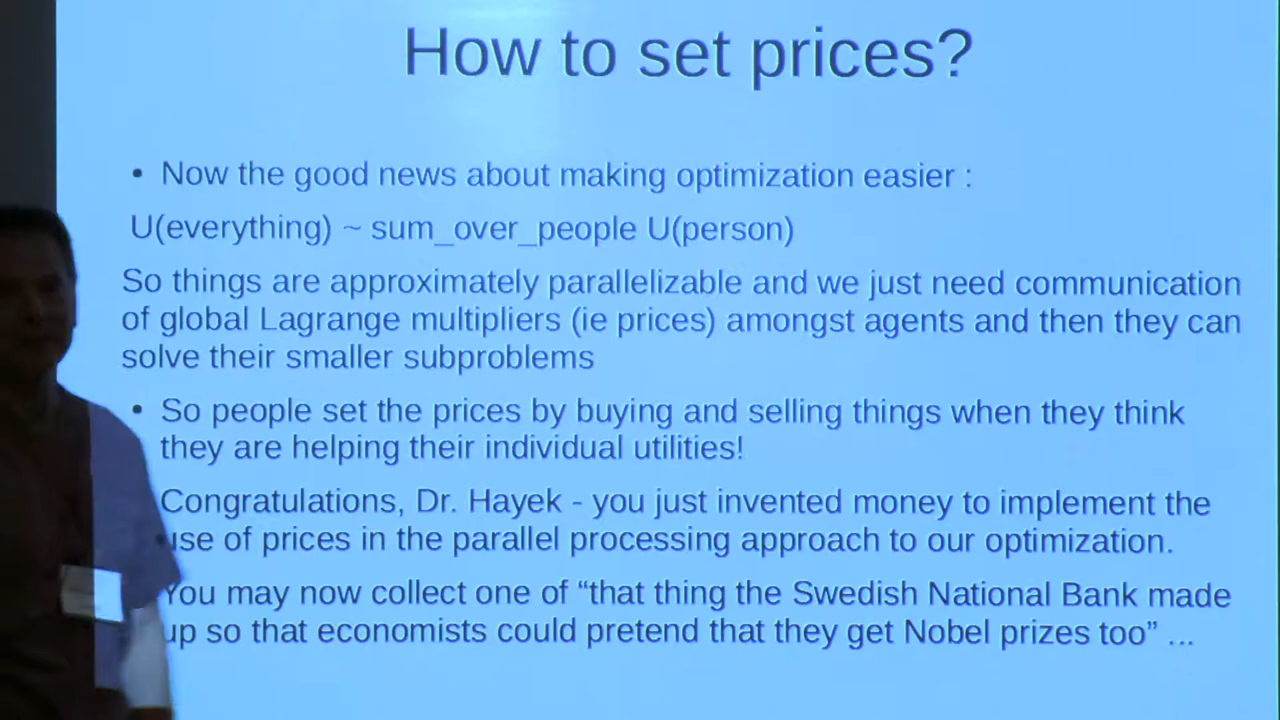 How to set prices?
• Now the good news about making optimization easier :
U(everything) ~ sum_over_people U(person)
So things are approximately parallelizable and we just need communication
of global Lagrange multipliers (ie prices) amongst agents and then they can
solve their smaller subproblems
• So people set the prices by buying and selling things when they think
they are helping their individual utilities!
Congratulations, Dr. Hayek - you just invented money to implement the
use of prices in the parallel processing approach to our optimization.
You may now collect one of “that thing the Swedish National Bank made
up so that economists could pretend that they get Nobel prizes too” ...